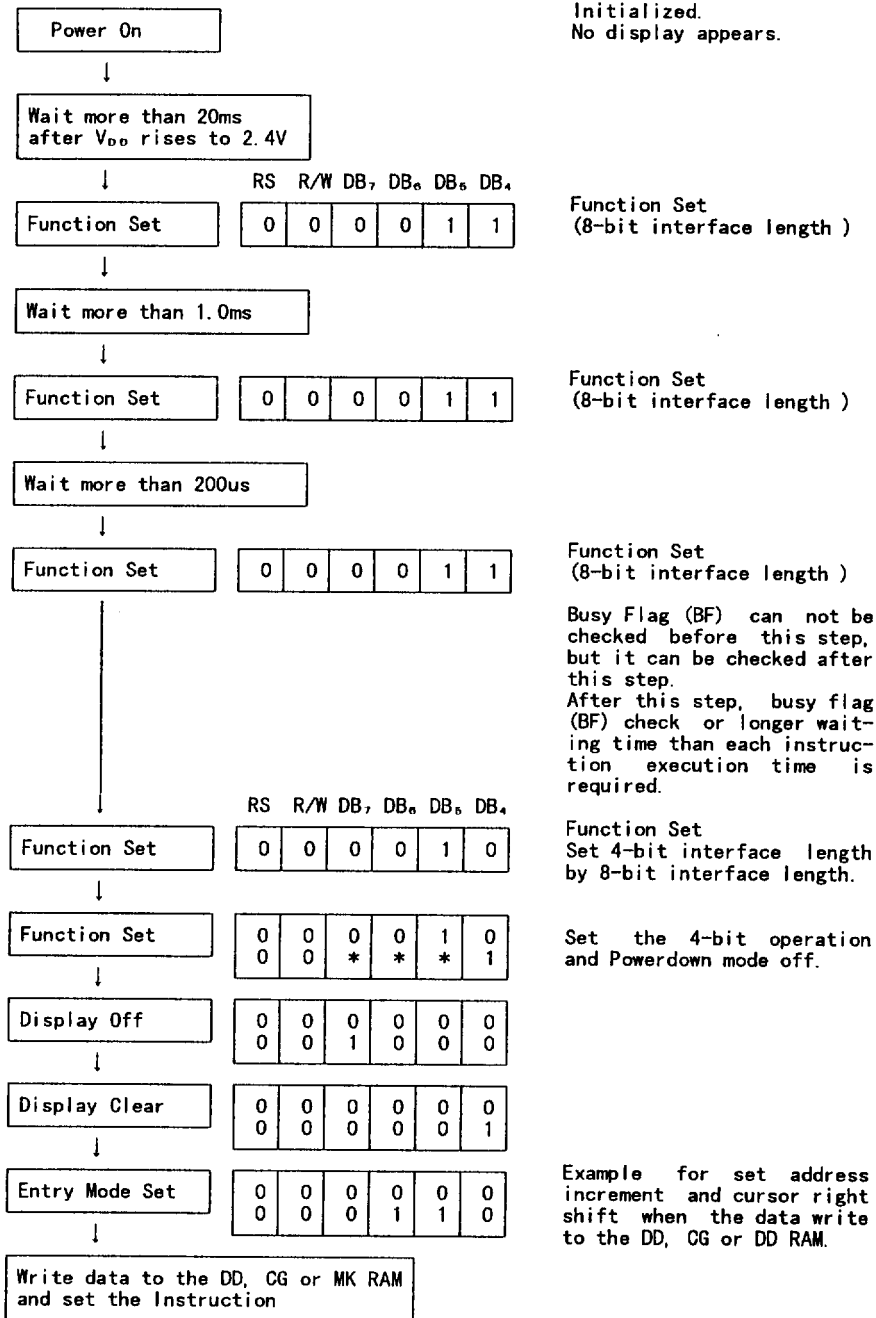 Initialized.
Power On
No display appears.
↓
Wait more than 20ms
after VDD rises to 2.4V
↓
RS R/W DB7 DB6 DB5 DB4
Function Set
0 0 0 0 1 1
Function Set
(8-bit interface length )
↓
Wait more than 1.0ms
↓
Function Set
0 0 0 0 1 1
Function Set
(8-bit interface length )
↓
Wait more than 200us
↓
Function Set
0 0 0 0 1 1
Function Set
(8-bit interface length )
Busy Flag (BF) can not be
checked before this step,
but it can be checked after
this step.
After this step, busy flag
(BF) check or longer wait-
ing time than each instruc-
tion execution time is
required.
RS R/W DB7 DB6 DB5 DB4
Function Set
0 0 0 0 1 0
Function Set
Set 4-bit interface length
by 8-bit interface length.
↓
Function Set
0 0 0 0 1 0
0 0 * * * 1
Set the 4-bit operation
and Powerdown mode off.
↓
Display Off
0 0 0 0 0 0
0 0 1 0 0 0
↓
Display Clear
0 0 0 0 0 0
0 0 0 0 0 1
↓
Entry Mode Set
0 0 0 0 0 0
0 0 0 1 1 0
Example for set address
increment and cursor right
shift when the data write
to the DD, CG or DD RAM.
↓
Write data to the DD, CG or MK RAM
and set the Instruction